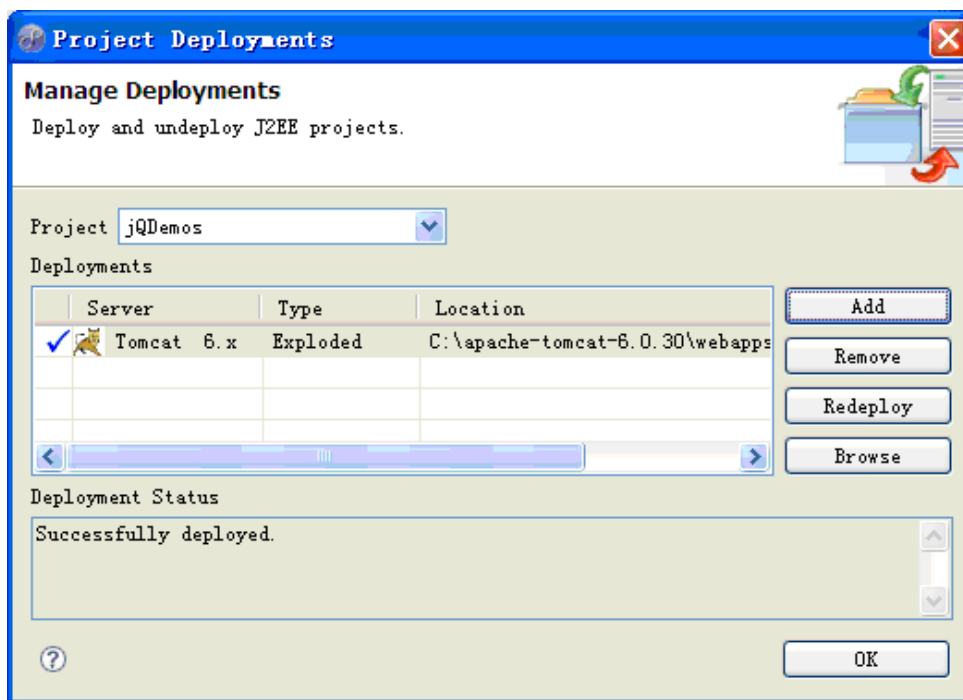 Project Deployments
Manage Deployments
Deploy and undeploy J2EE projects.
Project jQDemos
Deployments
Server Type Location
Tomcat 6.x Exploded C:\apache-tomcat-6.0.30\webapps
Add
Remove
Redeploy
Browse
Deployment Status
Successfully deployed.
OK